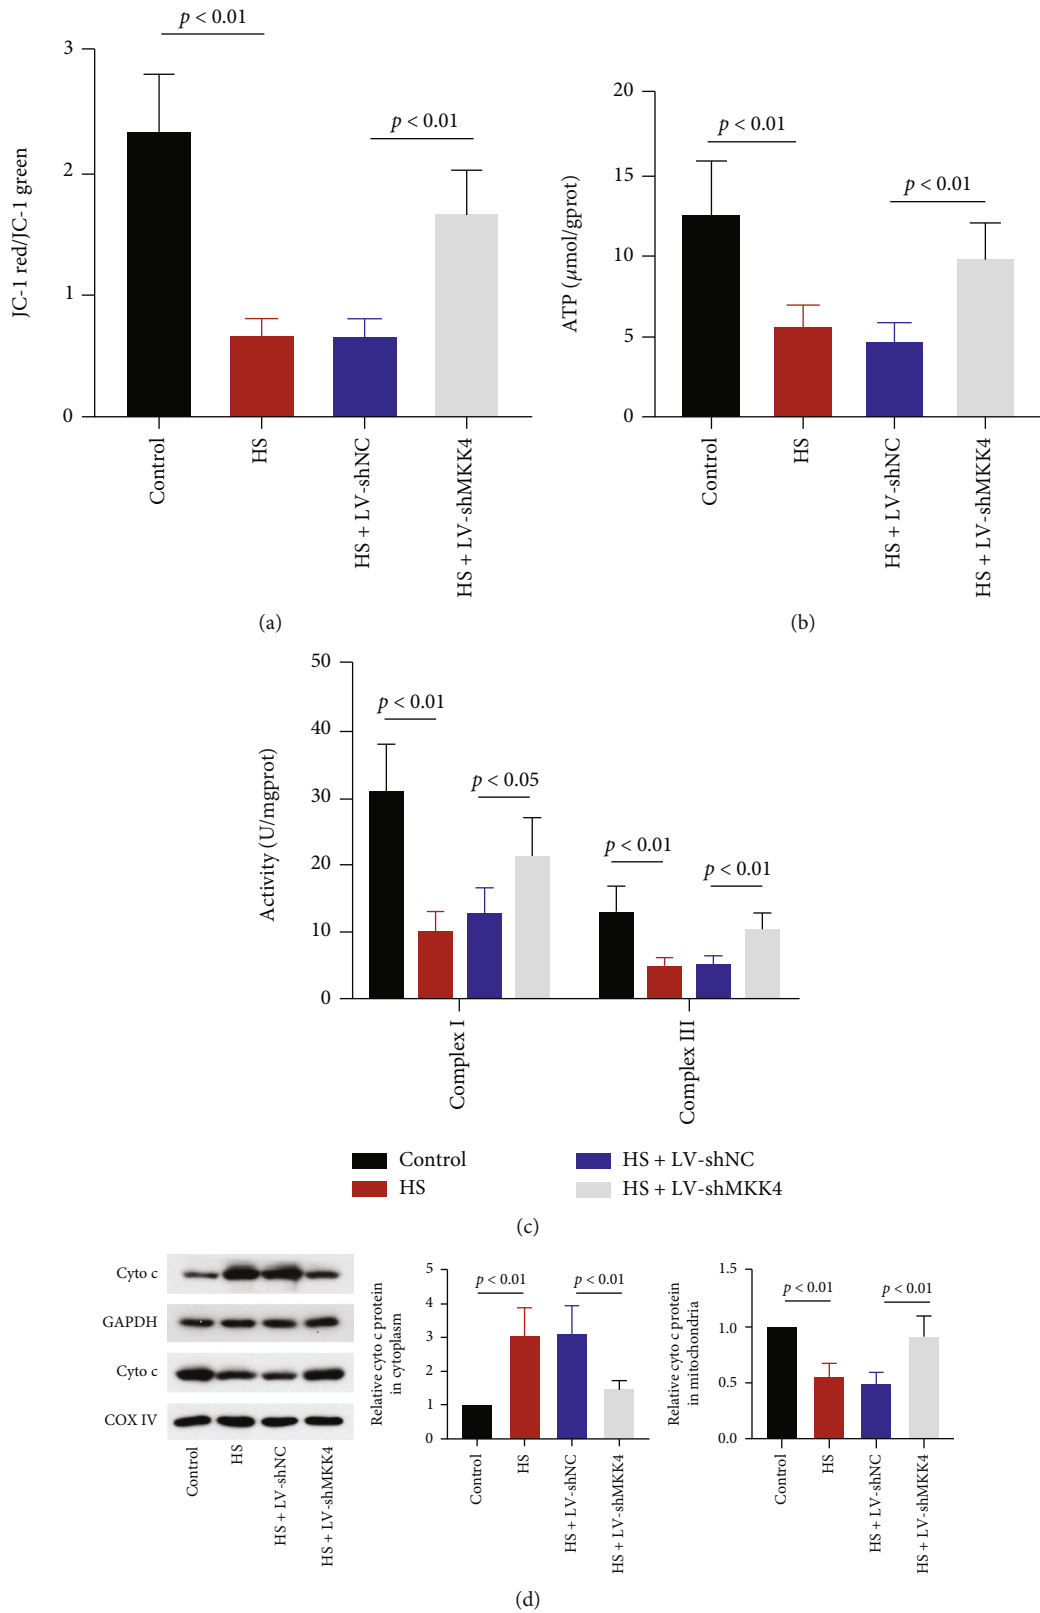 p < 0.01
p < 0.01
3
2
1
0
JC-1 red/JC-1 green
Control
HS
HS + LV-shNC
HS + LV-shMKK4
(a)
p < 0.01
p < 0.01
20
15
10
5
0
ATP (μmol/gprot)
Control
HS
HS + LV-shNC
HS + LV-shMKK4
(b)
50
40
30
20
10
0
Activity (U/mgprot)
p < 0.01
p < 0.05
p < 0.01
p < 0.01
Complex I
Complex III
Control
HS
HS + LV-shNC
HS + LV-shMKK4
(c)
Cyto c
GAPDH
Cyto c
COX IV
Control
HS
HS + LV-shNC
HS + LV-shMKK4
Relative cyto c protein
in cytoplasm
5
4
3
2
1
0
p < 0.01
p < 0.01
Control
HS
HS + LV-shNC
HS + LV-shMKK4
Relative cyto c protein
in mitochondria
1.5
1.0
0.5
0.0
p < 0.01
p < 0.01
Control
HS
HS + LV-shNC
HS + LV-shMKK4
(d)